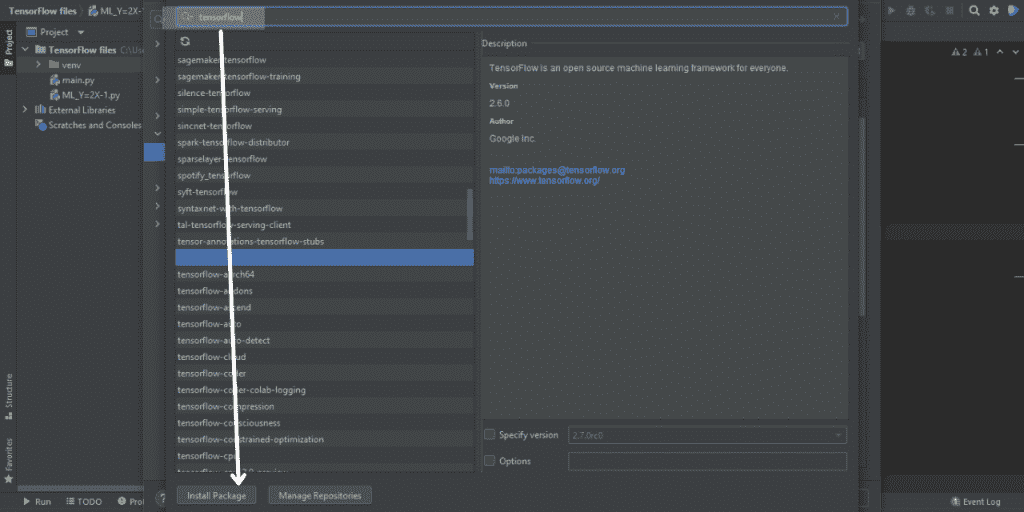 TensorFlow files
ML_Y=2X-
tensorflow
Project
Project
TensorFlow files C:\Use
venv
main.py
ML_Y=2X-1.py
External Libraries
Scratches and Consoles
sagemaker-tensorflow
sagemaker-tensorflow-training
silence-tensorflow
simple-tensorflow-serving
sincnet-tensorflow
spark-tensorflow-distributor
sparselayer-tensorflow
spotify_tensorflow
syft-tensorflow
syntaxnet-with-tensorflow
tal-tensorflow-serving-client
tensor-annotations-tensorflow-stubs
tensorflow-aarch64
tensorflow-addons
tensorflow-ascend
tensorflow-auto
tensorflow-auto-detect
tensorflow-cloud
tensorflow-coder
tensorflow-coder-colab-logging
tensorflow-compression
tensorflow-consciousness
tensorflow-constrained-optimization
tensorflow-cpu
Install Package
Manage Repositories
Description
TensorFlow is an open source machine learning framework for everyone.
Version
2.6.0
Author
Google Inc.
mailto:packages@tensorflow.org
https://www.tensorflow.org/
Specify version
2.7.0rc0
Options
2
1
Structure
Favorites
Run
TODO
Pro
?
Event Log